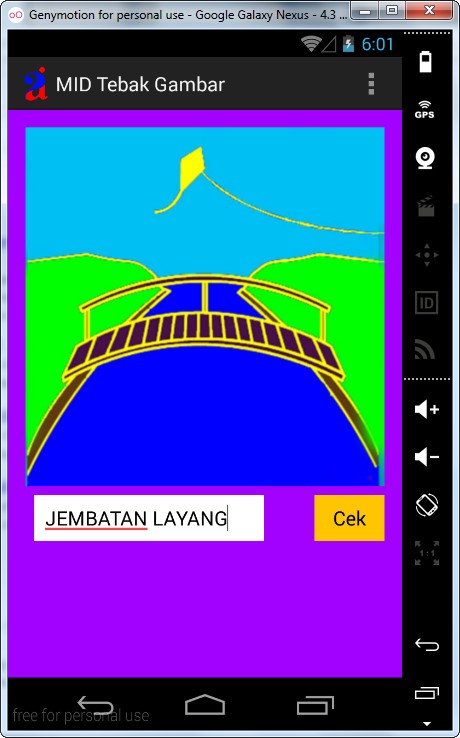 Genymotion for personal use - Google Galaxy Nexus - 4.3 ...
6:01
MID Tebak Gambar
GPS
ID
JEMBATAN LAYANG
Cek
1:1
free for personal use